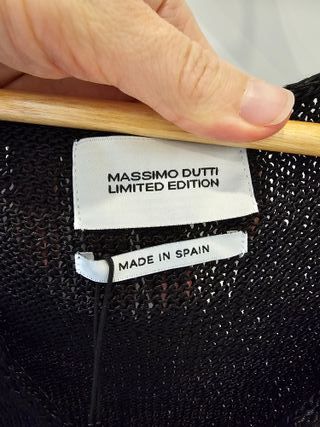 MASSIMO DUTTI
LIMITED EDITION
MADE IN SPAIN